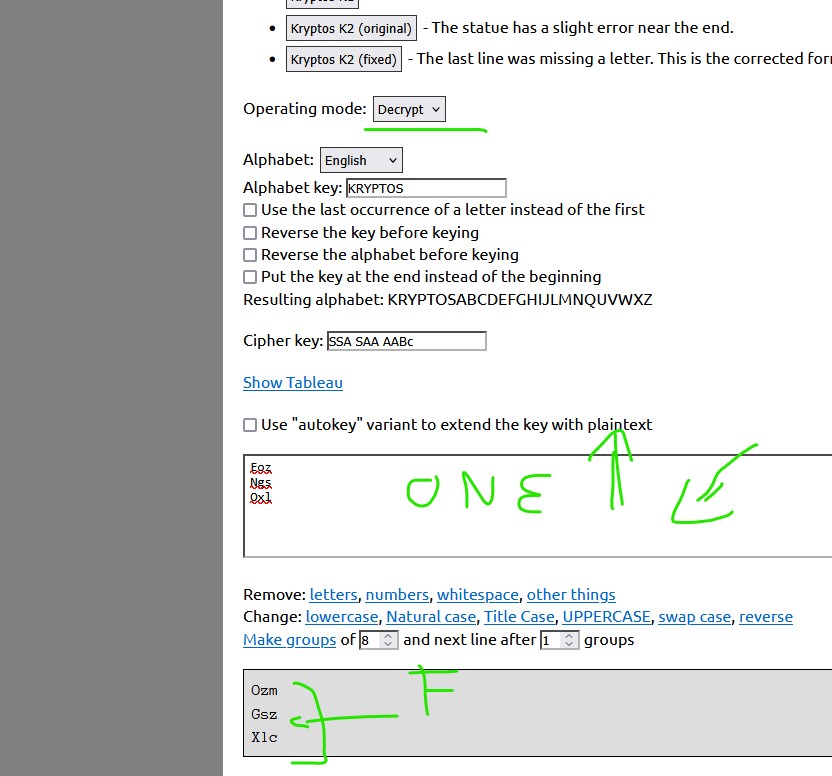 • Kryptos K2 (original) - The statue has a slight error near the end.
• Kryptos K2 (fixed) - The last line was missing a letter. This is the corrected for
Operating mode: Decrypt
Alphabet: English
Alphabet key: KRYPTOS
Use the last occurrence of a letter instead of the first
Reverse the key before keying
Reverse the alphabet before keying
Put the key at the end instead of the beginning
Resulting alphabet: KRYPTOSABCDEFGHIJLMNQUVWXZ
Cipher key: SSA SAA AABc
Show Tableau
Use "autokey" variant to extend the key with plaintext
Eoz
Ngs
Oxl
ONE
Remove: letters, numbers, whitespace, other things
Change: lowercase, Natural case, Title Case, UPPERCASE, swap case, reverse
Make groups of 8 and next line after 1 groups
F
Ozm
Gsz
Xlc